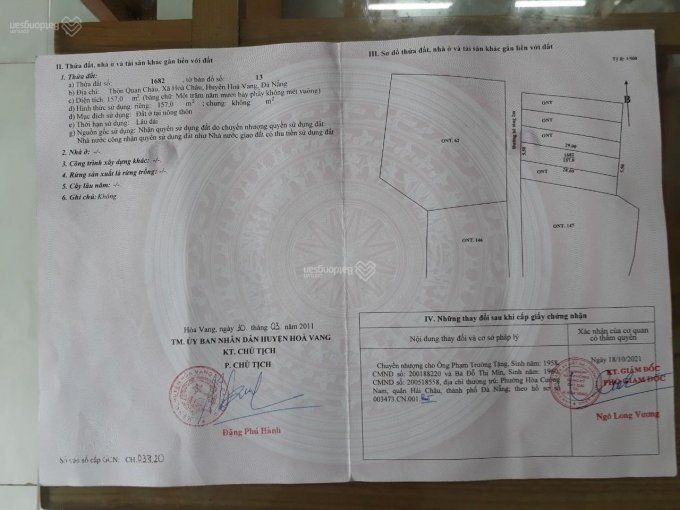 II. Thửa đất, nhà ở và tài sản khác gắn liền với đất
1. Thửa đất:
a) Thửa đất số: 1682, tờ bản đồ số: 13
b) Địa chỉ: Thôn Quan Châu, Xã Hoà Châu, Huyện Hoà Vang, Đà Nẵng
c) Diện tích: 157,0 m² (bằng chữ: Một trăm năm mươi bảy phẩy không mét vuông)
d) Hình thức sử dụng: riêng: 157,0 m²; chung: không m²
đ) Mục đích sử dụng: Đất ở tại nông thôn
e) Thời hạn sử dụng: Lâu dài
g) Nguồn gốc sử dụng: Nhận quyền sử dụng đất do chuyển nhượng quyền sử dụng đất.
Nhà nước công nhận quyền sử dụng đất như Nhà nước giao đất có thu tiền sử dụng đất
2. Nhà ở: -/-
3. Công trình xây dựng khác: -/-
4. Rừng sản xuất là rừng trồng: -/-
5. Cây lâu năm: -/-
6. Ghi chú: Không.
Hòa Vang, ngày 30 tháng 03 năm 2011
TM. ỦY BAN NHÂN DÂN HUYỆN HOÀ VANG
KT. CHỦ TỊCH
P. CHỦ TỊCH
Đặng Phú Hành
Số vào sổ cấp GCN: CH
III. Sơ đồ thửa đất, nhà ở và tài sản khác gắn liền với đất
Tỷ lệ: 1/500
B
ONT
ONT
ONT. 62
Đường bê tông 2m
29.00
1682
157.0
5.50
5.50
28.60
ONT
ONT. 146
ONT. 147
IV. Những thay đổi sau khi cấp giấy chứng nhận
Nội dung thay đổi và cơ sở pháp lý
Xác nhận của cơ quan
có thẩm quyền
Chuyển nhượng cho Ông Phạm Trường Tặng, Sinh năm: 1958,
CMND số: 200188220 và Bà Đỗ Thị Mín, Sinh năm: 1960,
CMND số: 200518558, địa chỉ thường trú: Phường Hòa Cường
Nam, quận Hải Châu, thành phố Đà Nẵng; theo hồ sơ số
003473.CN.001
Ngày 18/10/2021
KT. GIÁM ĐỐC
PHÓ GIÁM ĐỐC
Ngô Long Vương
Batdongsan
Batdongsan
Batdongsan